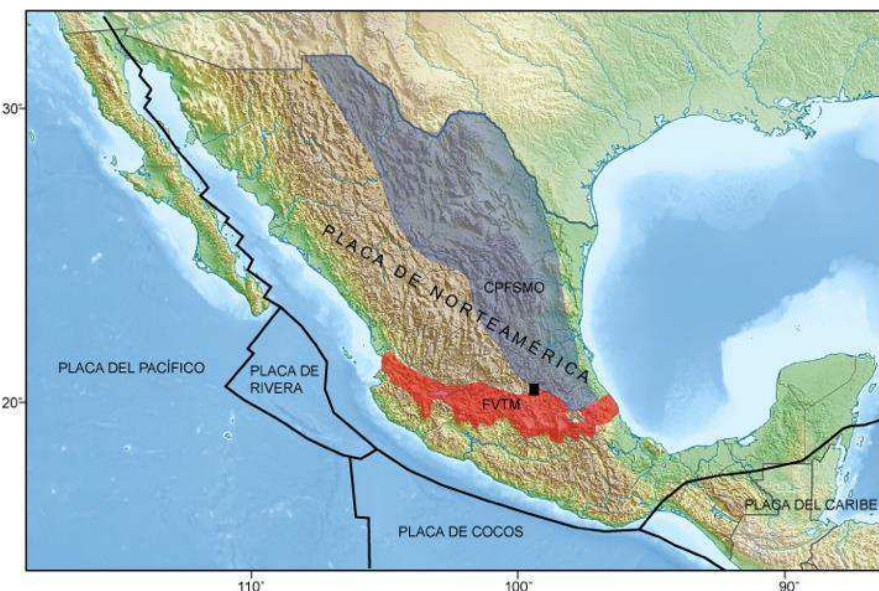 30°
20°
PLACA DE NORTEAMÉRICA
CPFSMO
PLACA DEL PACÍFICO
PLACA DE
RIVERA
FVTM
PLACA DE COCOS
PLACA DEL CARIBE
110°
100°
90°